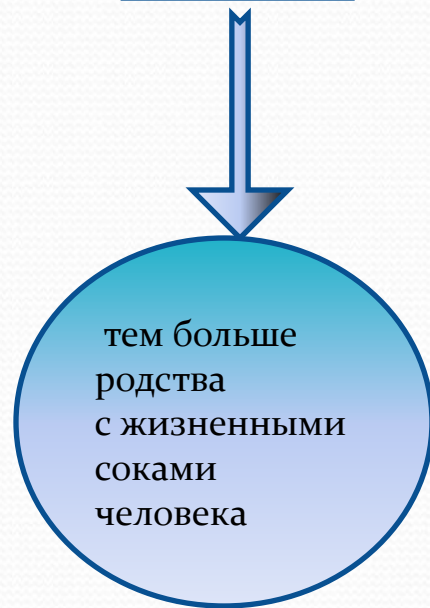 тем больше
родства
с жизненными
соками
человека